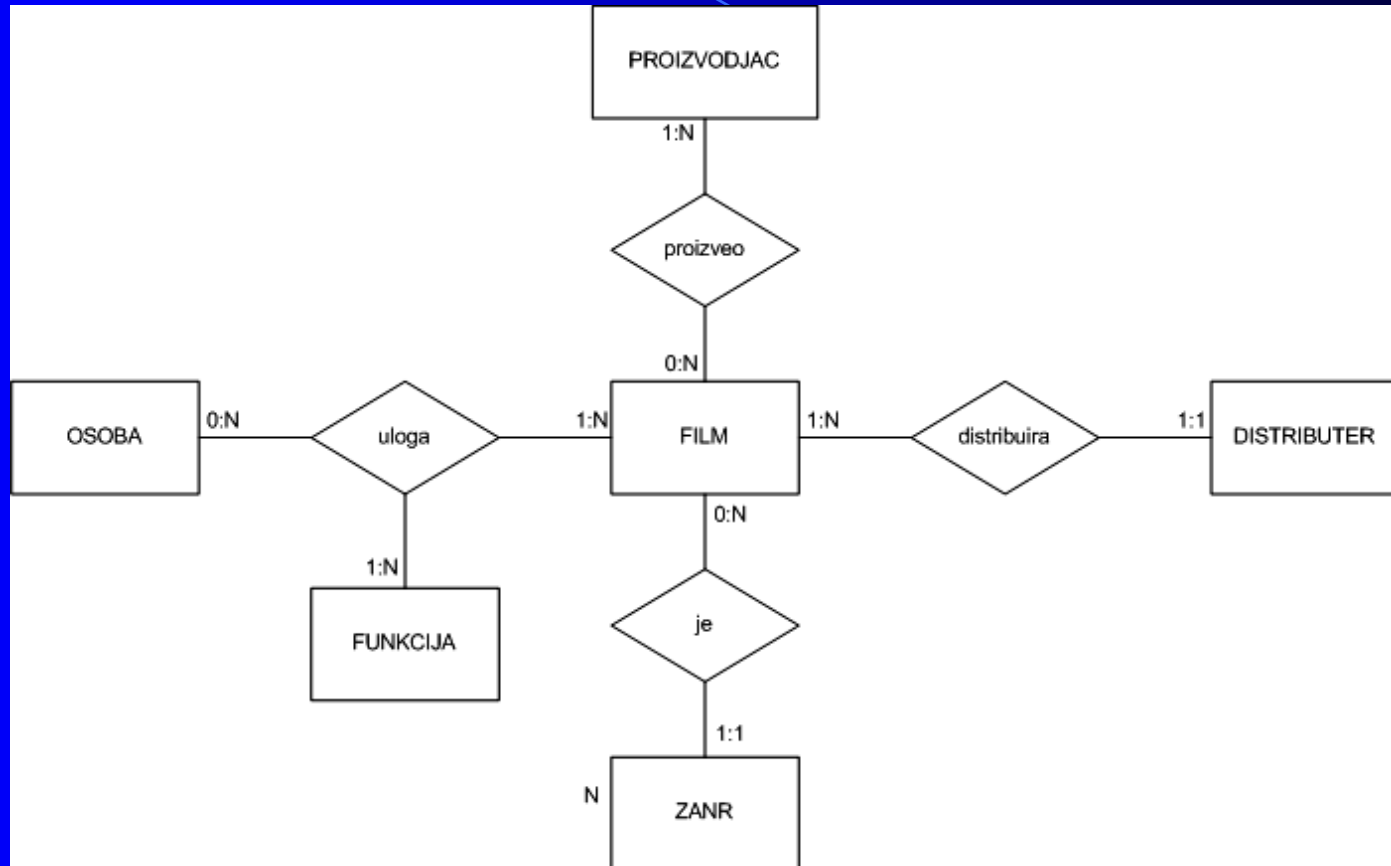 PROIZVODJAC
1:N
proizveo
0:N
OSOBA
0:N
uloga
1:N
FILM
1:N
distribuira
1:1
DISTRIBUTER
1:N
FUNKCIJA
0:N
je
1:1
N
ZANR